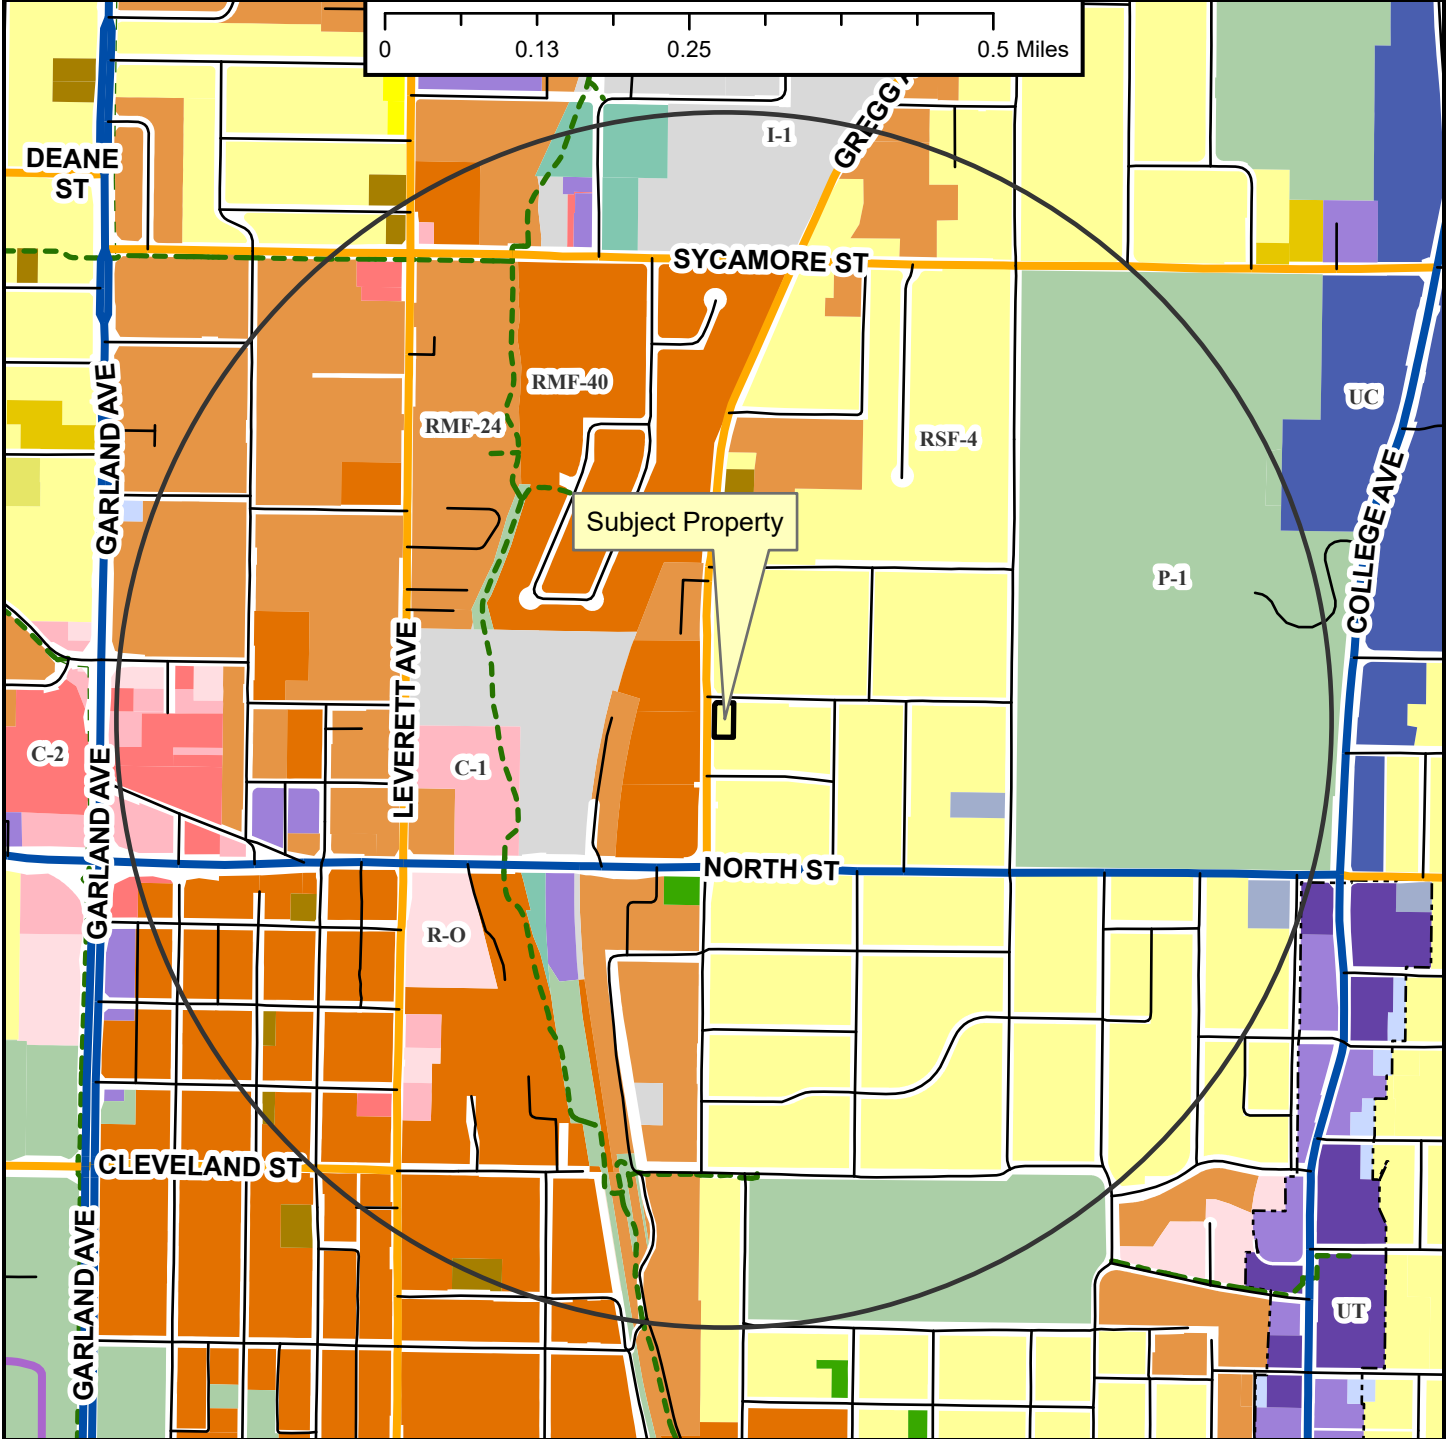 0 0.13 0.25 0.5 Miles
GREGG
I-1
DEANE
ST
SYCAMORE ST
RMF-40
UC
RMF-24
RSF-4
GARLAND AVE
COLLEGE AVE
Subject Property
P-1
LEVERETT AVE
C-2
C-1
GARLAND AVE
NORTH ST
R-O
CLEVELAND ST
GARLAND AVE
UT